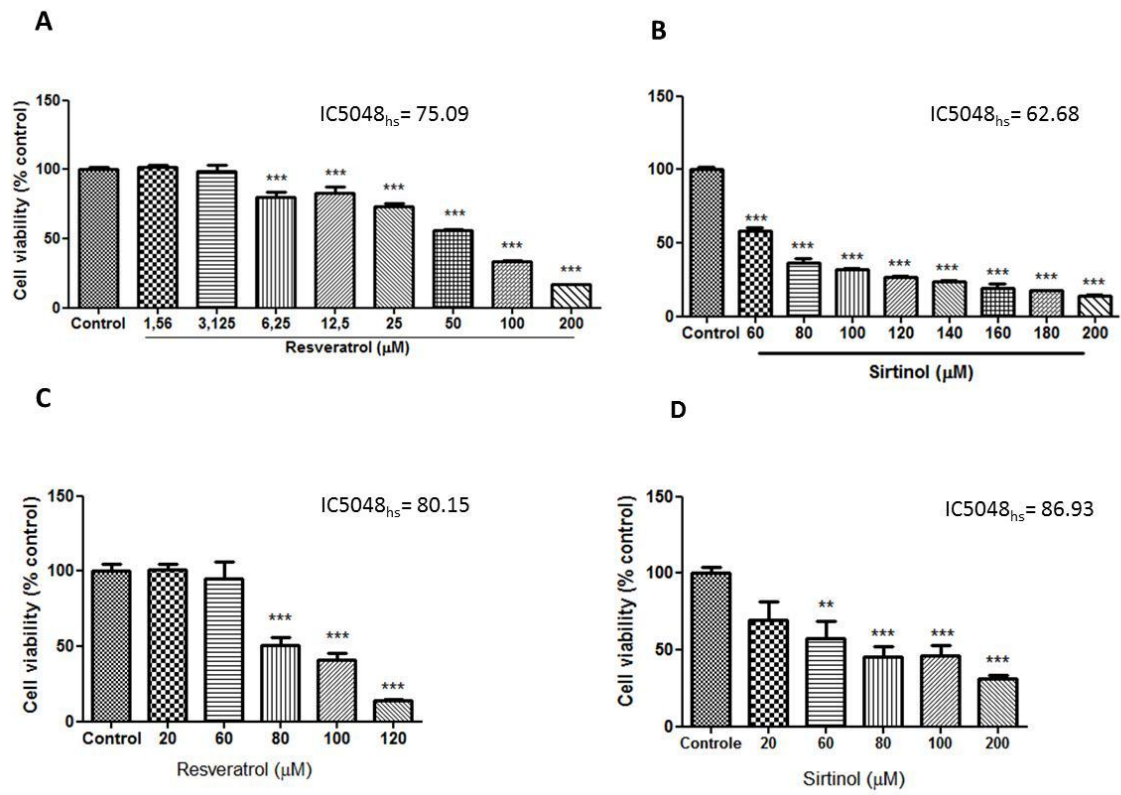 A
IC5048hs= 75.09
Cell viability (% control)
150
100
50
0
*** *** *** *** *** ***
Control 1,56 3,125 6,25 12,5 25 50 100 200
Resveratrol (μM)
B
IC5048hs= 62.68
Cell viability (% control)
150
100
50
0
*** *** *** *** *** *** *** ***
Control 60 80 100 120 140 160 180 200
Sirtinol (μM)
C
IC5048hs= 80.15
Cell viability (% control)
150
100
50
0
*** *** ***
Control 20 60 80 100 120
Resveratrol (μM)
D
IC5048hs= 86.93
Cell viability (% control)
150
100
50
0
** *** *** ***
Controle 20 60 80 100 200
Sirtinol (μM)